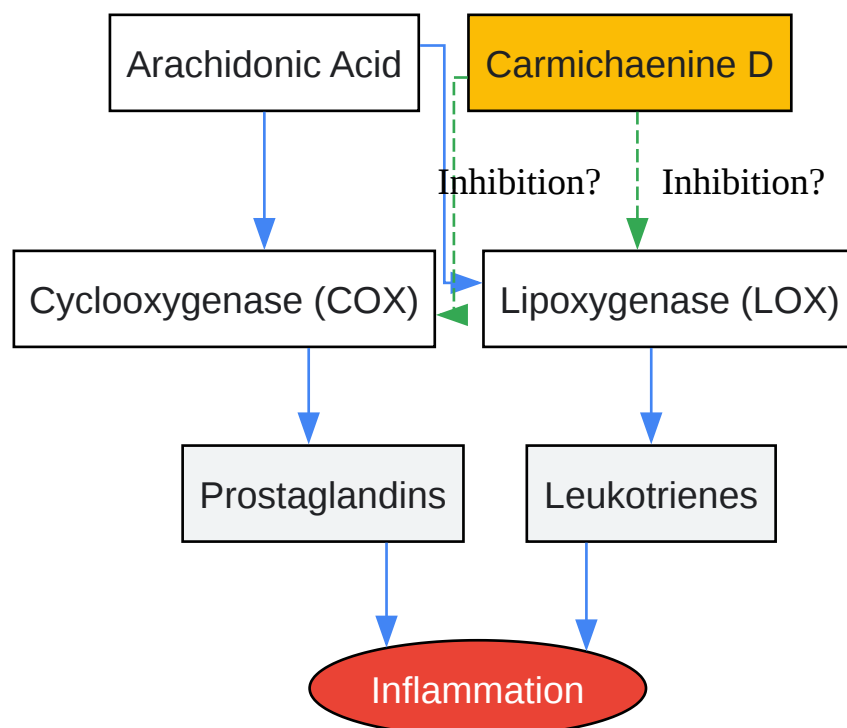 Arachidonic Acid
Carmichaenine D
Inhibition?
Inhibition?
Cyclooxygenase (COX)
Lipoxygenase (LOX)
Prostaglandins
Leukotrienes
Inflammation